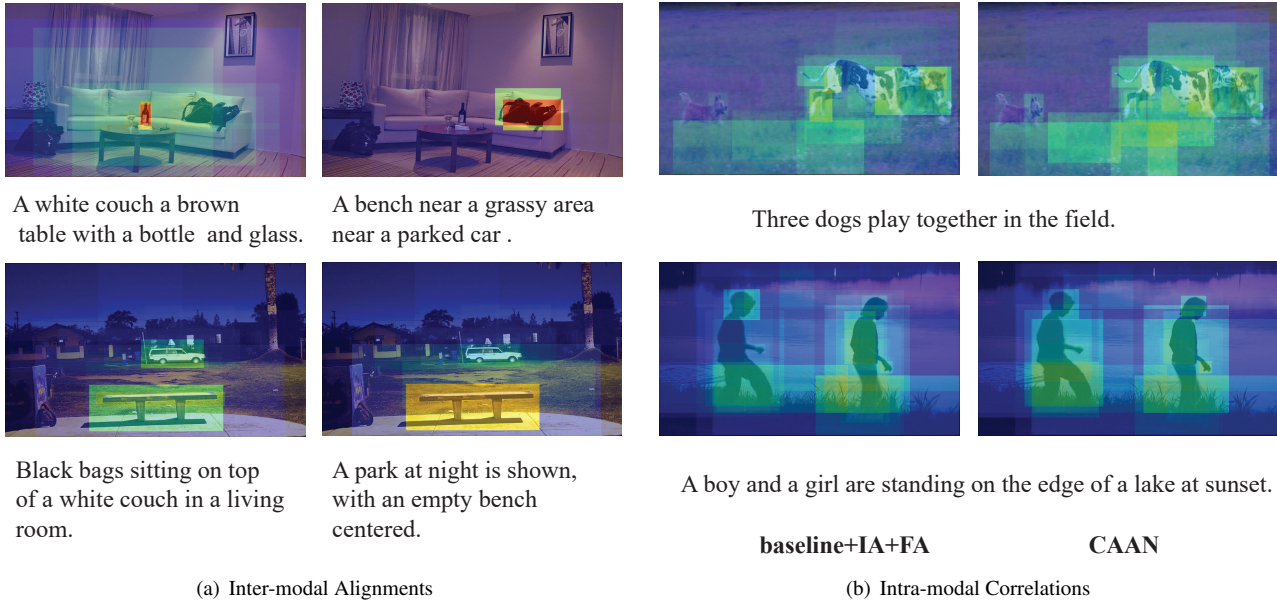 A white couch a brown
table with a bottle and glass.
A bench near a grassy area
near a parked car .
Black bags sitting on top
of a white couch in a living
room.
A park at night is shown,
with an empty bench
centered.
(a) Inter-modal Alignments
Three dogs play together in the field.
A boy and a girl are standing on the edge of a lake at sunset.
baseline+IA+FA
CAAN
(b) Intra-modal Correlations